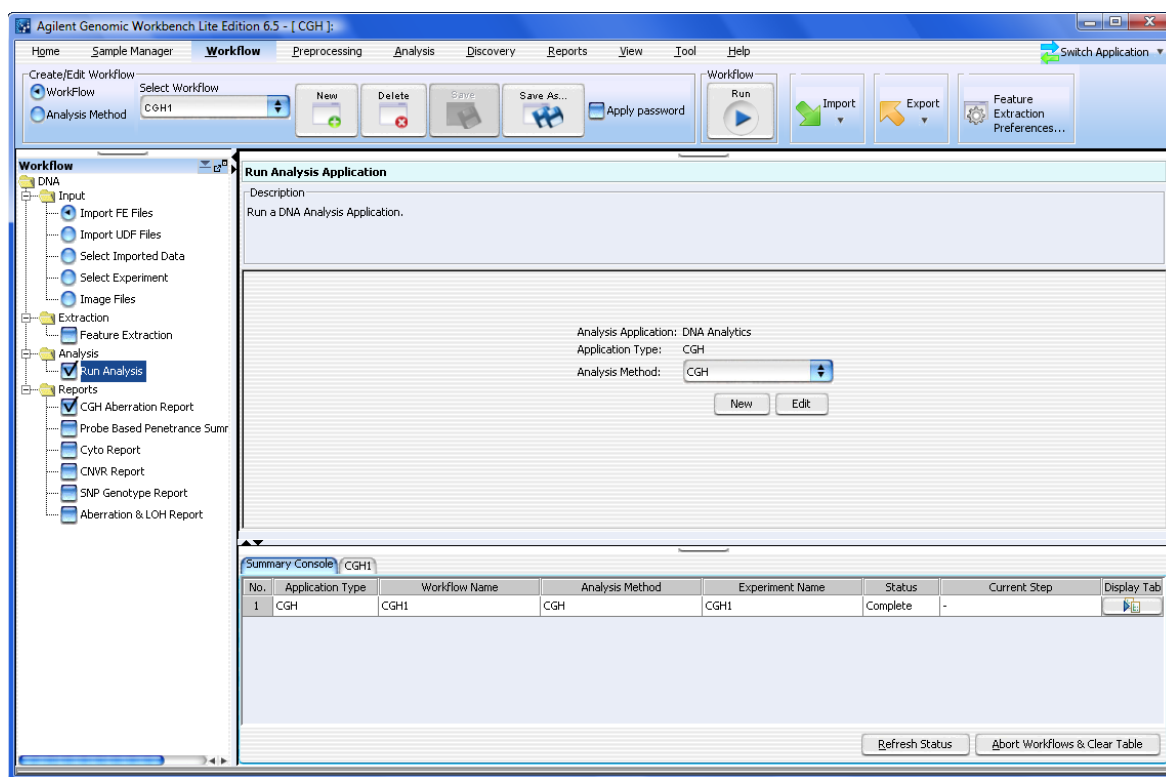 Agilent Genomic Workbench Lite Edition 6.5 - [ CGH ]:
Home Sample Manager Workflow Preprocessing Analysis Discovery Reports View Tool Help Switch Application
Create/Edit Workflow
WorkFlow
Analysis Method
Select Workflow
CGH1
New
Delete
Save
Save As...
Apply password
Workflow
Run
Import
Export
Feature
Extraction
Preferences...
Workflow
DNA
Input
Import FE Files
Import UDF Files
Select Imported Data
Select Experiment
Image Files
Extraction
Feature Extraction
Analysis
Run Analysis
Reports
CGH Aberration Report
Probe Based Penetrance Sumr
Cyto Report
CNVR Report
SNP Genotype Report
Aberration & LOH Report
Run Analysis Application
Description
Run a DNA Analysis Application.
Analysis Application: DNA Analytics
Application Type: CGH
Analysis Method: CGH
New Edit
Summary Console CGH1
No. Application Type Workflow Name Analysis Method Experiment Name Status Current Step Display Tab
1 CGH CGH1 CGH CGH1 Complete -
Refresh Status Abort Workflows & Clear Table